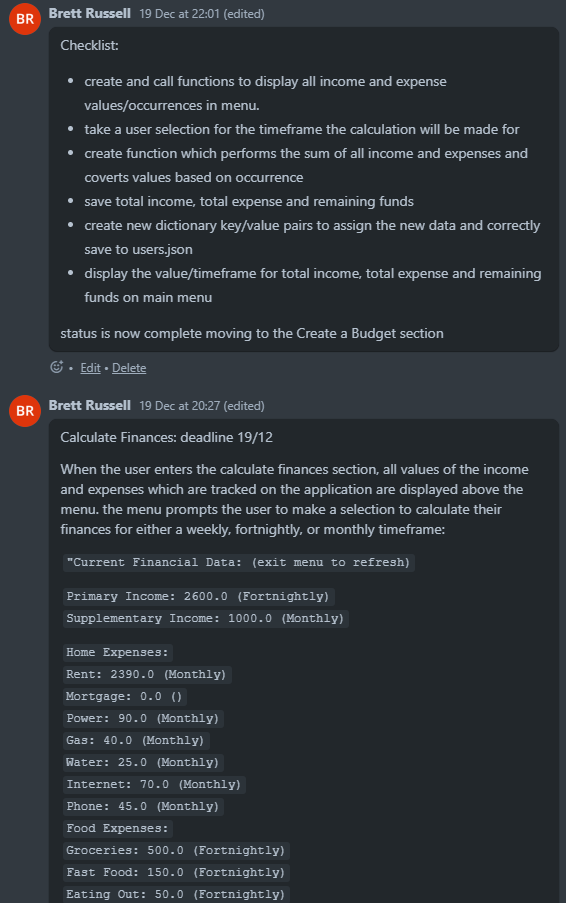 BR
Brett Russell 19 Dec at 22:01 (edited)
Checklist:
• create and call functions to display all income and expense
values/occurrences in menu.
• take a user selection for the timeframe the calculation will be made for
• create function which performs the sum of all income and expenses and
coverts values based on occurrence
• save total income, total expense and remaining funds
• create new dictionary key/value pairs to assign the new data and correctly
save to users.json
• display the value/timeframe for total income, total expense and remaining
funds on main menu
status is now complete moving to the Create a Budget section
• Edit • Delete
BR
Brett Russell 19 Dec at 20:27 (edited)
Calculate Finances: deadline 19/12
When the user enters the calculate finances section, all values of the income
and expenses which are tracked on the application are displayed above the
menu. the menu prompts the user to make a selection to calculate their
finances for either a weekly, fortnightly, or monthly timeframe:
"Current Financial Data: (exit menu to refresh)
Primary Income: 2600.0 (Fortnightly)
Supplementary Income: 1000.0 (Monthly)
Home Expenses:
Rent: 2390.0 (Monthly)
Mortgage: 0.0 ()
Power: 90.0 (Monthly)
Gas: 40.0 (Monthly)
Water: 25.0 (Monthly)
Internet: 70.0 (Monthly)
Phone: 45.0 (Monthly)
Food Expenses:
Groceries: 500.0 (Fortnightly)
Fast Food: 150.0 (Fortnightly)
Eating Out: 50.0 (Fortnightly)